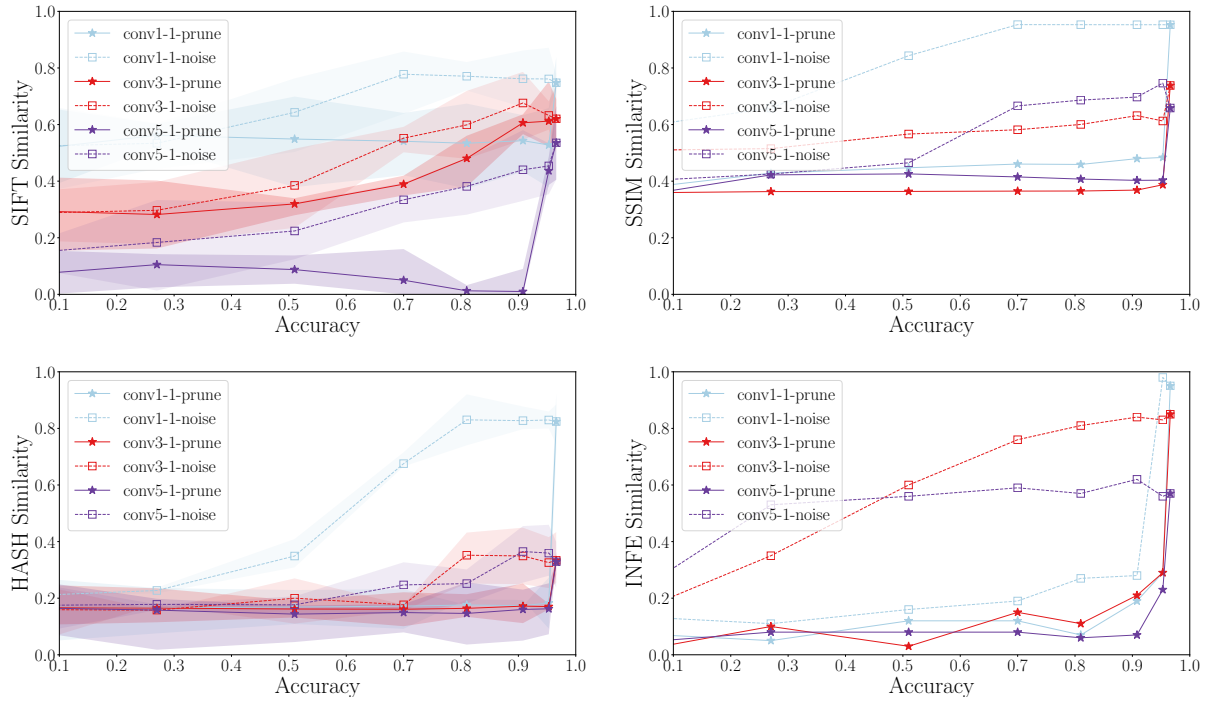 SIFT Similarity
1.0
0.8
0.6
0.4
0.2
0.0
conv1-1-prune
conv1-1-noise
conv3-1-prune
conv3-1-noise
conv5-1-prune
conv5-1-noise
0.1 0.2 0.3 0.4 0.5 0.6 0.7 0.8 0.9 1.0
Accuracy
SSIM Similarity
1.0
0.8
0.6
0.4
0.2
0.0
conv1-1-prune
conv1-1-noise
conv3-1-prune
conv3-1-noise
conv5-1-prune
conv5-1-noise
0.1 0.2 0.3 0.4 0.5 0.6 0.7 0.8 0.9 1.0
Accuracy
HASH Similarity
1.0
0.8
0.6
0.4
0.2
0.0
conv1-1-prune
conv1-1-noise
conv3-1-prune
conv3-1-noise
conv5-1-prune
conv5-1-noise
0.1 0.2 0.3 0.4 0.5 0.6 0.7 0.8 0.9 1.0
Accuracy
INFE Similarity
1.0
0.8
0.6
0.4
0.2
0.0
conv1-1-prune
conv1-1-noise
conv3-1-prune
conv3-1-noise
conv5-1-prune
conv5-1-noise
0.1 0.2 0.3 0.4 0.5 0.6 0.7 0.8 0.9 1.0
Accuracy